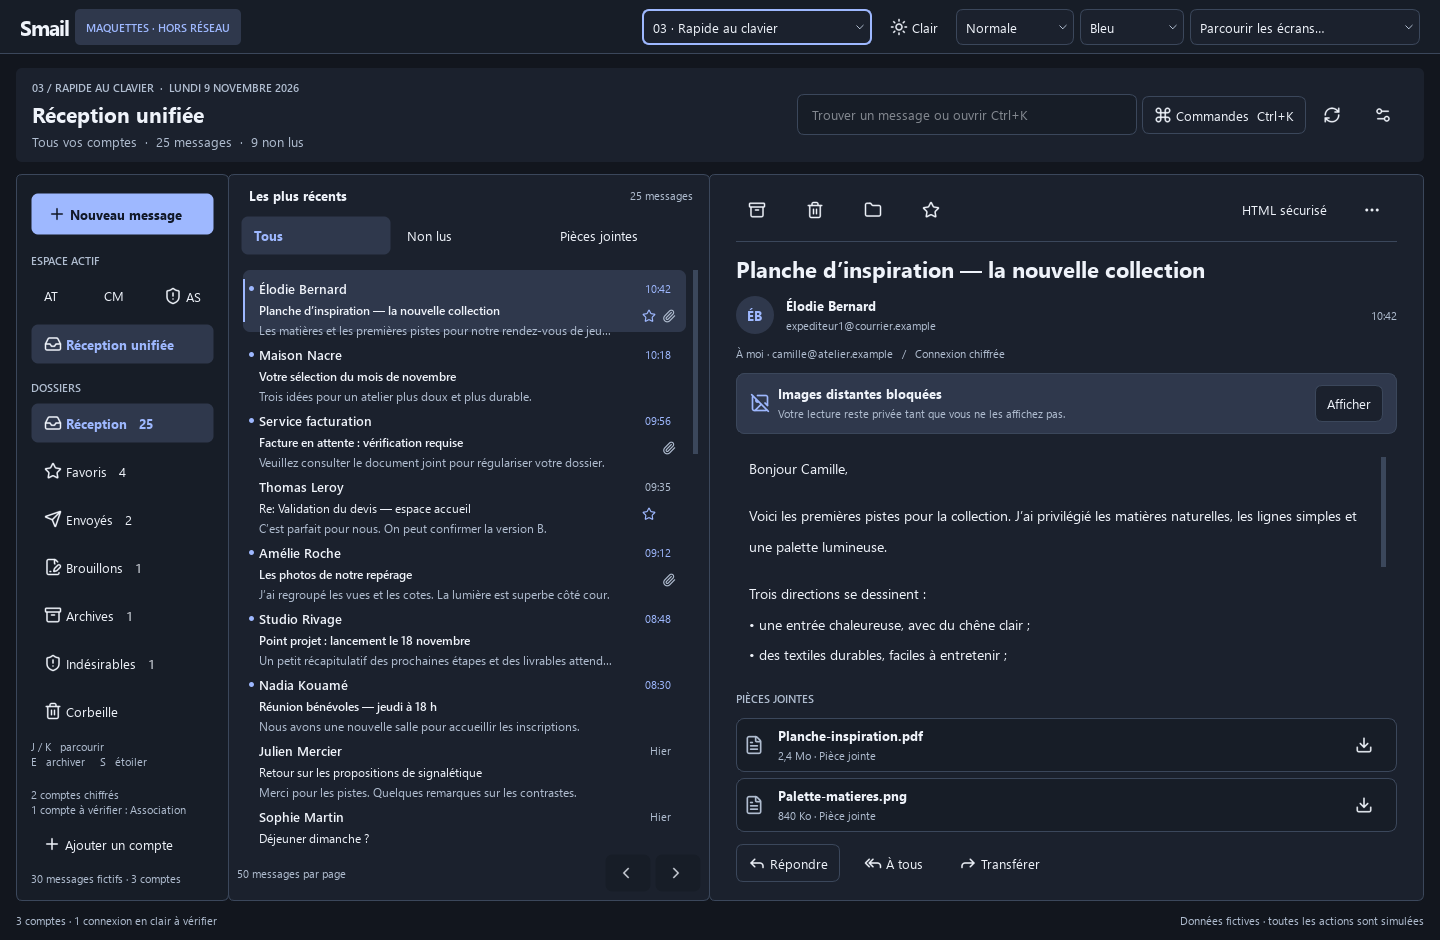 Smail
MAQUETTES · HORS RÉSEAU
03 · Rapide au clavier
Clair
Normale
Bleu
Parcourir les écrans...
03 / RAPIDE AU CLAVIER · LUNDI 9 NOVEMBRE 2026
Réception unifiée
Tous vos comptes · 25 messages · 9 non lus
Trouver un message ou ouvrir Ctrl+K
Commandes Ctrl+K
Nouveau message
ESPACE ACTIF
AT
CM
AS
Réception unifiée
DOSSIERS
Réception 25
Favoris 4
Envoyés 2
Brouillons 1
Archives 1
Indésirables 1
Corbeille
J / K parcourir
E archiver S étoiler
2 comptes chiffrés
1 compte à vérifier : Association
Ajouter un compte
30 messages fictifs · 3 comptes
Les plus récents
25 messages
Tous
Non lus
Pièces jointes
Élodie Bernard 10:42
Planche d’inspiration — la nouvelle collection
Les matières et les premières pistes pour notre rendez-vous de jeu...
Maison Nacre 10:18
Votre sélection du mois de novembre
Trois idées pour un atelier plus doux et plus durable.
Service facturation 09:56
Facture en attente : vérification requise
Veuillez consulter le document joint pour régulariser votre dossier.
Thomas Leroy 09:35
Re: Validation du devis — espace accueil
C’est parfait pour nous. On peut confirmer la version B.
Amélie Roche 09:12
Les photos de notre repérage
J’ai regroupé les vues et les cotes. La lumière est superbe côté cour.
Studio Rivage 08:48
Point projet : lancement le 18 novembre
Un petit récapitulatif des prochaines étapes et des livrables attend...
Nadia Kouamé 08:30
Réunion bénévoles — jeudi à 18 h
Nous avons une nouvelle salle pour accueillir les inscriptions.
Julien Mercier Hier
Retour sur les propositions de signalétique
Merci pour les pistes. Quelques remarques sur les contrastes.
Sophie Martin Hier
Déjeuner dimanche ?
50 messages par page
HTML sécurisé
Planche d’inspiration — la nouvelle collection
ÉB
Élodie Bernard
expediteur1@courrier.example
10:42
À moi · camille@atelier.example / Connexion chiffrée
Images distantes bloquées
Votre lecture reste privée tant que vous ne les affichez pas.
Afficher
Bonjour Camille,
Voici les premières pistes pour la collection. J’ai privilégié les matières naturelles, les lignes simples et
une palette lumineuse.
Trois directions se dessinent :
• une entrée chaleureuse, avec du chêne clair ;
• des textiles durables, faciles à entretenir ;
PIÈCES JOINTES
Planche-inspiration.pdf
2,4 Mo · Pièce jointe
Palette-matieres.png
840 Ko · Pièce jointe
Répondre
À tous
Transférer
3 comptes · 1 connexion en clair à vérifier
Données fictives · toutes les actions sont simulées